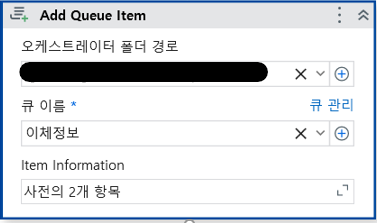 Add Queue Item
오케스트레이터 폴더 경로
큐 이름 * 큐 관리
이체정보
Item Information
사전의 2개 항목